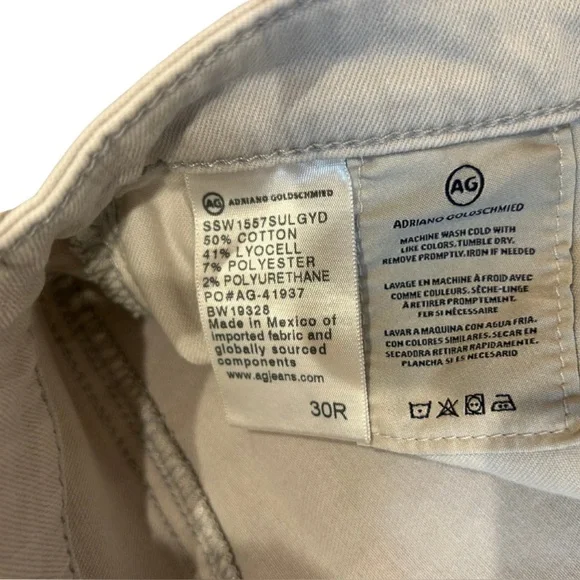 AG ADRIANO GOLDSCHMIED
SSW1557SULGYD
50% COTTON
41% LYOCELL
7% POLYESTER
2% POLYURETHANE
PO#AG-41937
BW19328
Made in Mexico of
imported fabric and
globally sourced
components
www.agjeans.com
30R
AG
ADRIANO GOLDSCHMIED
MACHINE WASH COLD WITH
LIKE COLORS. TUMBLE DRY.
REMOVE PROMPTLY. IRON IF NEEDED
LAVAGE EN MACHINE À FROID AVEC
COMME COULEURS. SÈCHE-LINGE
À RETIRER PROMPTEMENT.
FER SI NÉCESSAIRE
LAVAR A MAQUINA CON AGUA FRIA.
CON COLORES SIMILARES. SECAR EN
SECADORA RETIRAR RAPIDAMENTE.
PLANCHA SI ES NECESARIO